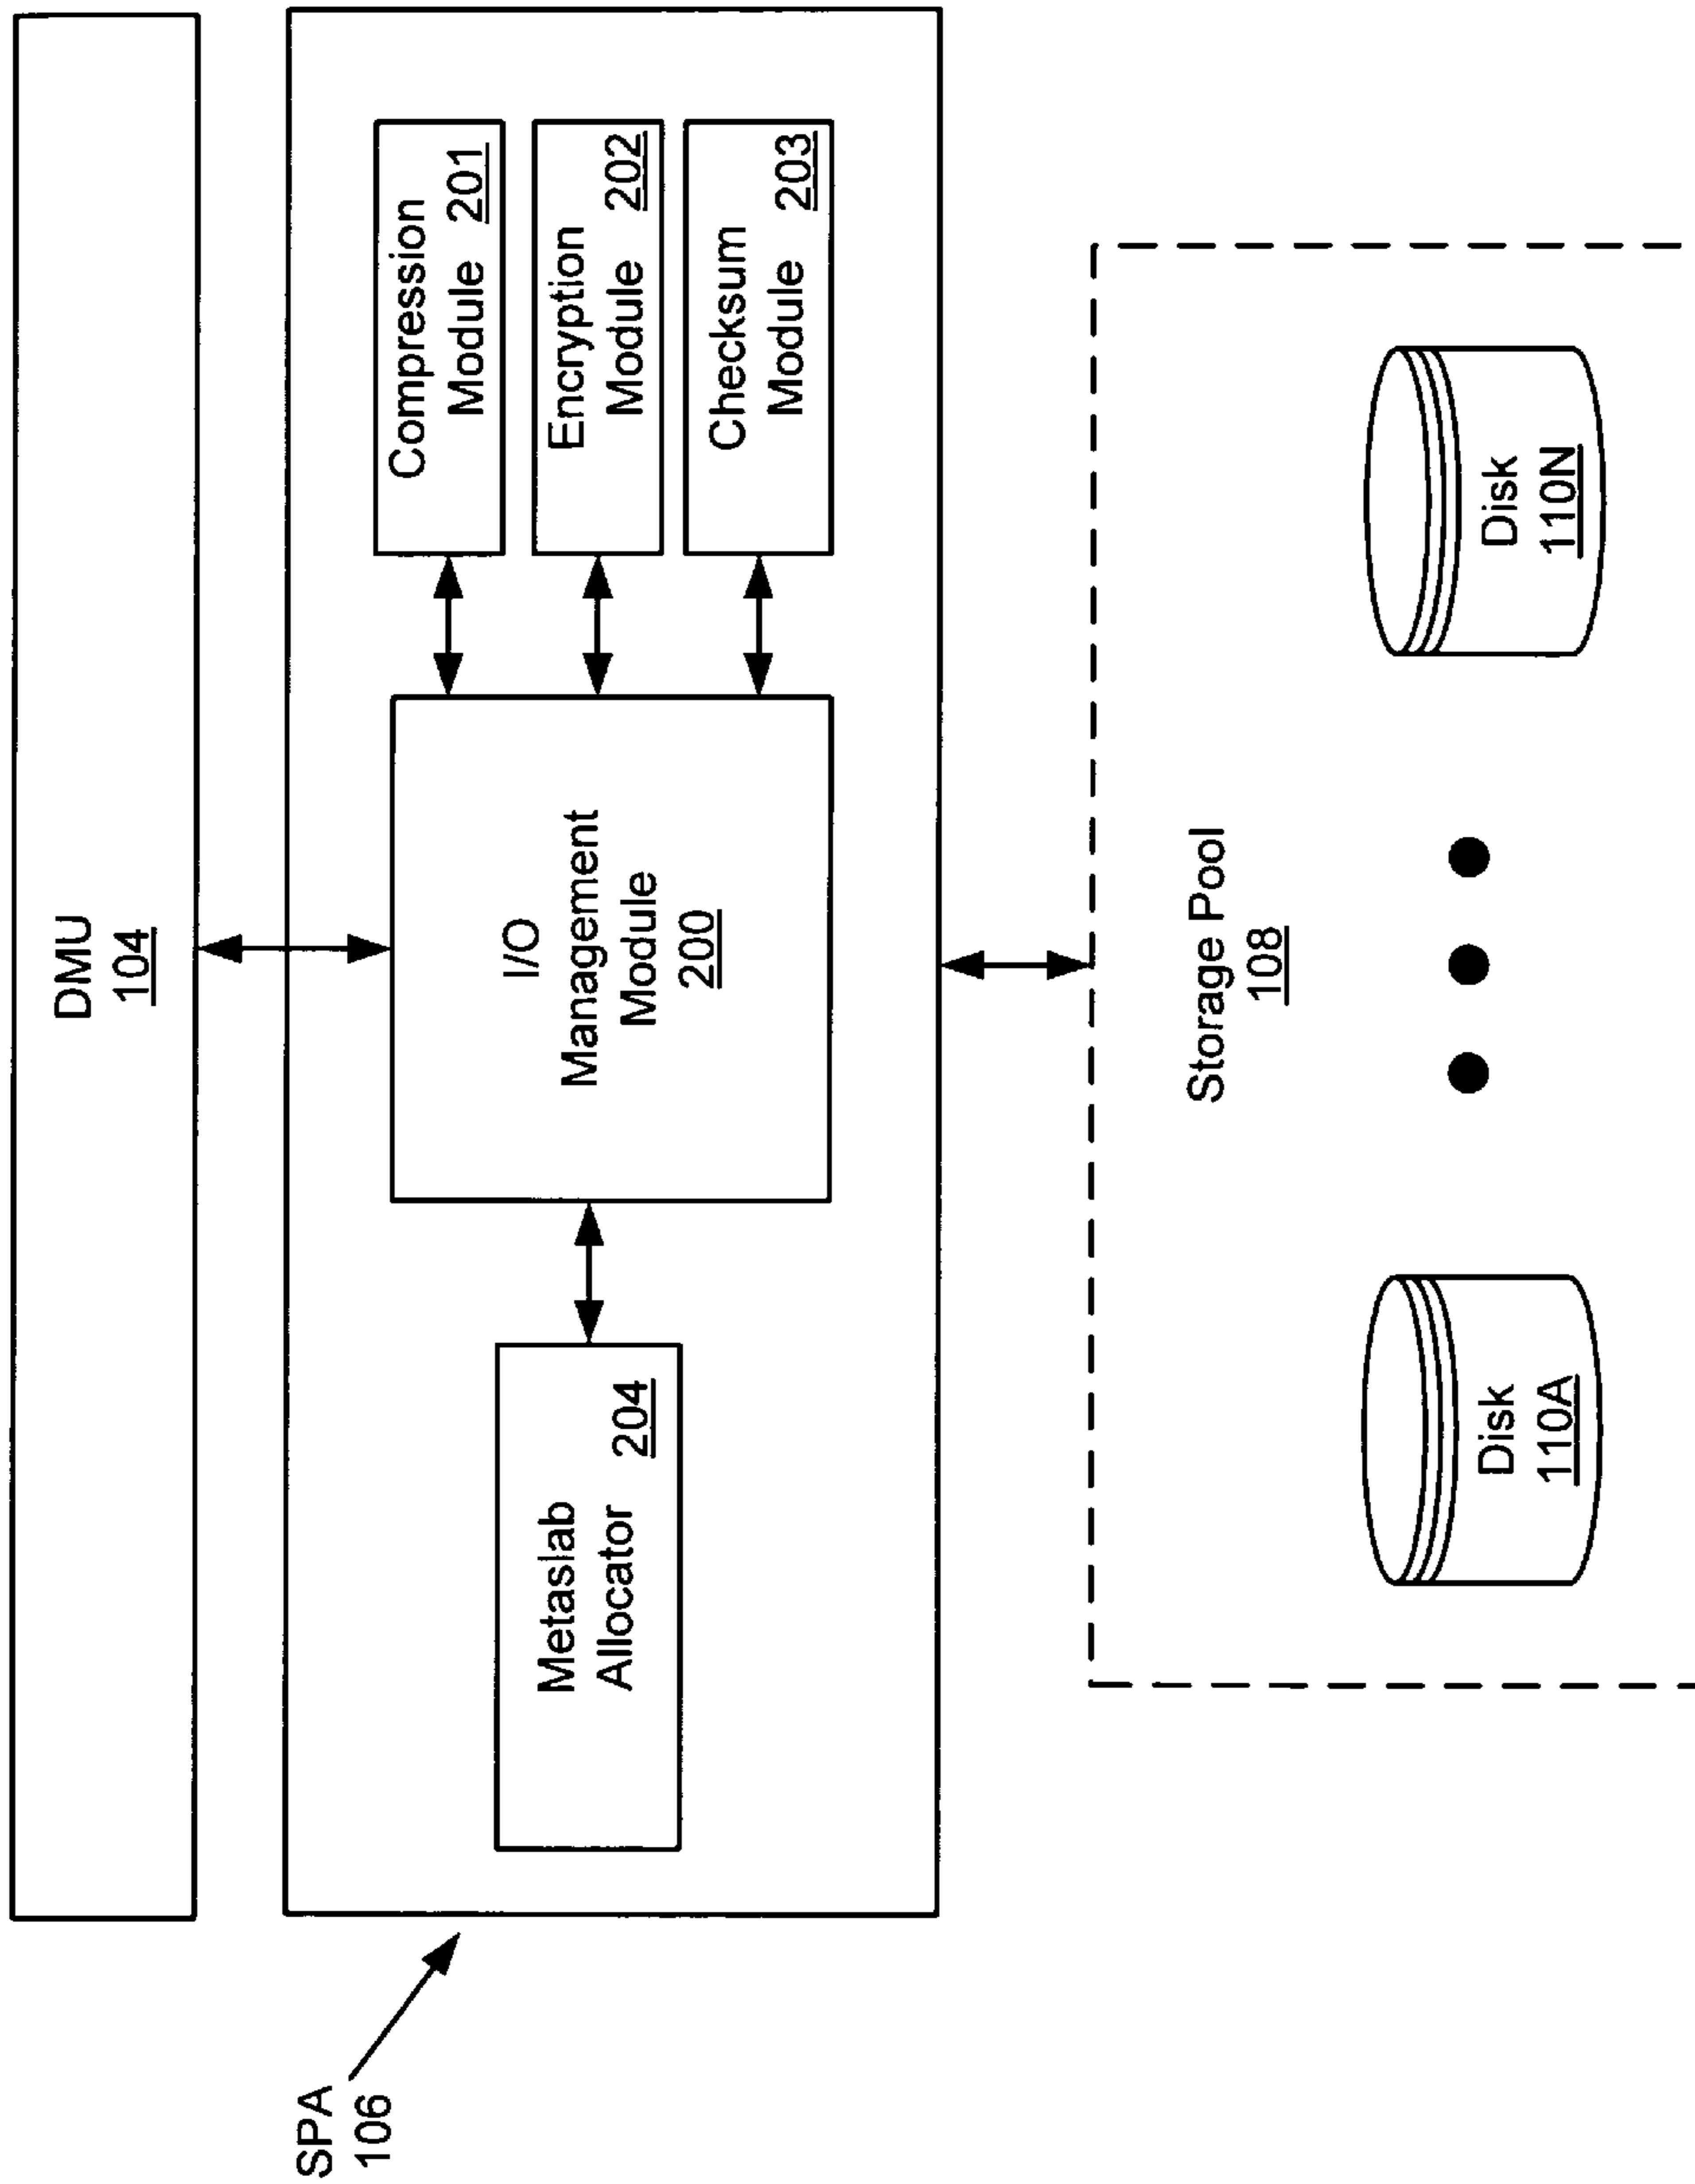 DMU
104
SPA
106
Metaslab
Allocator
204
I/O
Management
Module
200
Compression
Module 201
Encryption
Module 202
Checksum
Module 203
Storage Pool
108
Disk
110A
Disk
110N